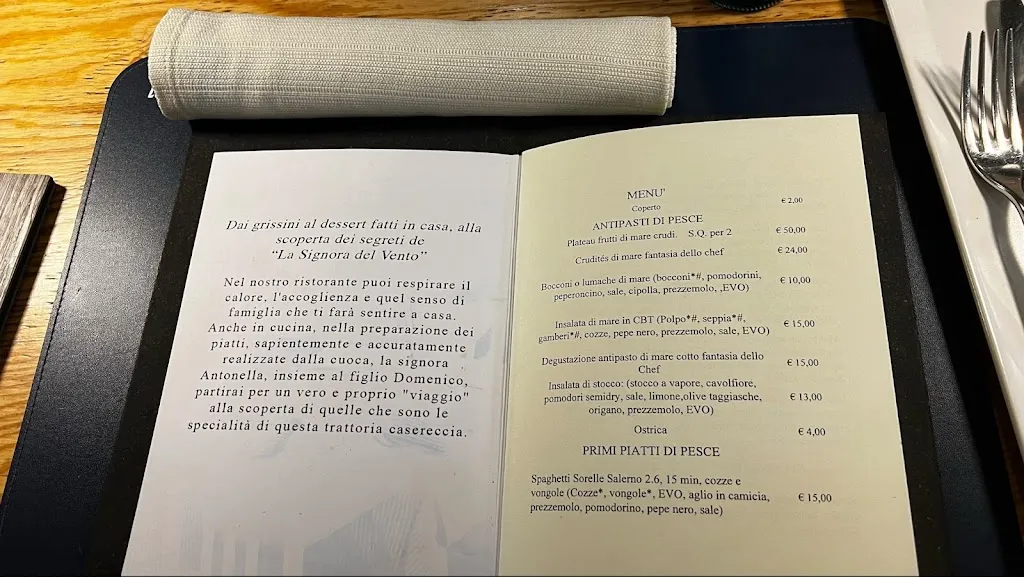 Dai grissini al dessert fatti in casa, alla
scoperta dei segreti de
"La Signora del Vento"
Nel nostro ristorante puoi respirare il
calore, l'accoglienza e quel senso di
famiglia che ti farà sentire a casa.
Anche in cucina, nella preparazione dei
piatti, sapientemente e accuratamente
realizzate dalla cuoca, la signora
Antonella, insieme al figlio Domenico,
partirai per un vero e proprio "viaggio"
alla scoperta di quelle che sono le
specialità di questa trattoria casereccia.
MENU'
Coperto € 2,00
ANTIPASTI DI PESCE
Plateau frutti di mare crudi. S.Q. per 2 € 50,00
Crudités di mare fantasia dello chef € 24,00
Bocconi o lumache di mare (bocconi*#, pomodorini, € 10,00
peperoncino, sale, cipolla, prezzemolo, ,EVO)
Insalata di mare in CBT (Polpo*#, seppia*#, € 15,00
gamberi*#, cozze, pepe nero, prezzemolo, sale, EVO)
Degustazione antipasto di mare cotto fantasia dello € 15,00
Chef
Insalata di stocco: (stocco a vapore, cavolfiore,
pomodori semidry, sale, limone,olive taggiasche, € 13,00
origano, prezzemolo, EVO)
Ostrica € 4,00
PRIMI PIATTI DI PESCE
Spaghetti Sorelle Salerno 2.6, 15 min, cozze e
vongole (Cozze*, vongole*, EVO, aglio in camicia, € 15,00
prezzemolo, pomodorino, pepe nero, sale)